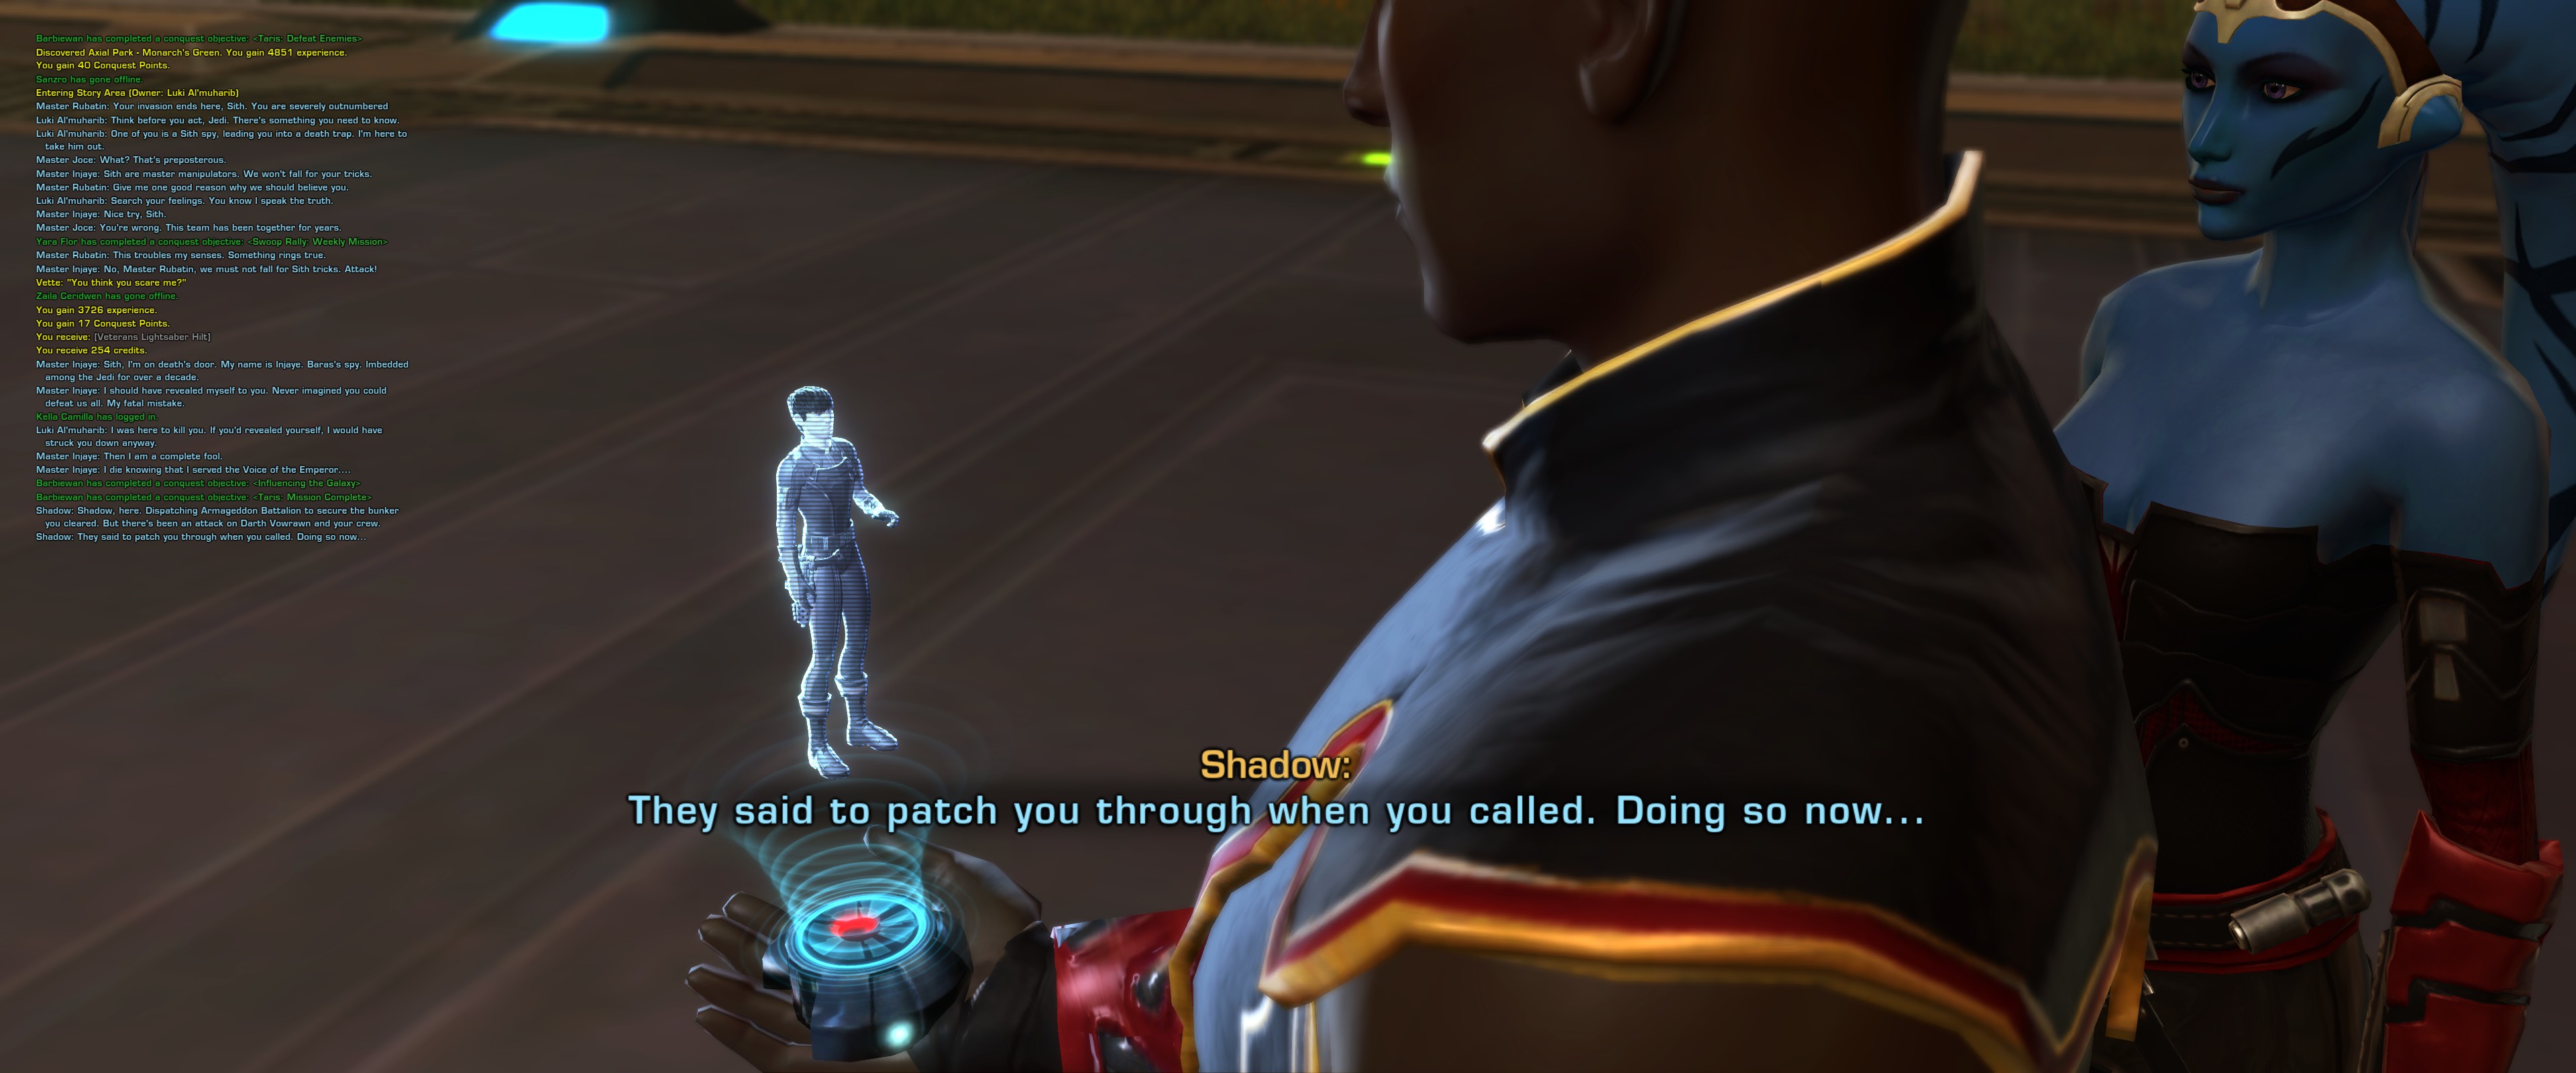 Barbiewan has completed a conquest objective: <Taris: Defeat Enemies>
Discovered Axial Park - Monarch's Green. You gain 4851 experience.
You gain 40 Conquest Points.
Sanzro has gone offline.
Entering Story Area (Owner: Luki Al'muharib)
Master Rubatin: Your invasion ends here, Sith. You are severely outnumbered
Luki Al'muharib: Think before you act, Jedi. There's something you need to know.
Luki Al'muharib: One of you is a Sith spy, leading you into a death trap. I'm here to
take him out.
Master Joce: What? That's preposterous.
Master Injaye: Sith are master manipulators. We won't fall for your tricks.
Master Rubatin: Give me one good reason why we should believe you.
Luki Al'muharib: Search your feelings. You know I speak the truth.
Master Injaye: Nice try, Sith.
Master Joce: You're wrong. This team has been together for years.
Yara Flor has completed a conquest objective: <Swoop Rally: Weekly Mission>
Master Rubatin: This troubles my senses. Something rings true.
Master Injaye: No, Master Rubatin, we must not fall for Sith tricks. Attack!
Vette: "You think you scare me?"
Zaila Ceridwen has gone offline.
You gain 3726 experience.
You gain 17 Conquest Points.
You receive: [Veterans Lightsaber Hilt]
You receive 254 credits.
Master Injaye: Sith, I'm on death's door. My name is Injaye. Baras's spy. Imbedded
among the Jedi for over a decade.
Master Injaye: I should have revealed myself to you. Never imagined you could
defeat us all. My fatal mistake.
Kella Camilla has logged in.
Luki Al'muharib: I was here to kill you. If you'd revealed yourself, I would have
struck you down anyway.
Master Injaye: Then I am a complete fool.
Master Injaye: I die knowing that I served the Voice of the Emperor....
Barbiewan has completed a conquest objective: <Influencing the Galaxy>
Barbiewan has completed a conquest objective: <Taris: Mission Complete>
Shadow: Shadow, here. Dispatching Armageddon Battalion to secure the bunker
you cleared. But there's been an attack on Darth Vowrawn and your crew.
Shadow: They said to patch you through when you called. Doing so now...
Shadow:
They said to patch you through when you called. Doing so now...